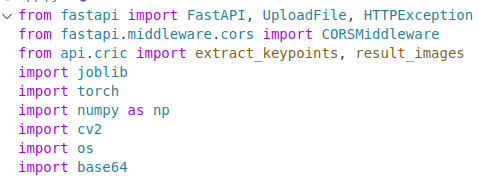 from fastapi import FastAPI, UploadFile, HTTPException
from fastapi.middleware.cors import CORSMiddleware
from api.cric import extract_keypoints, result_images
import joblib
import torch
import numpy as np
import cv2
import os
import base64